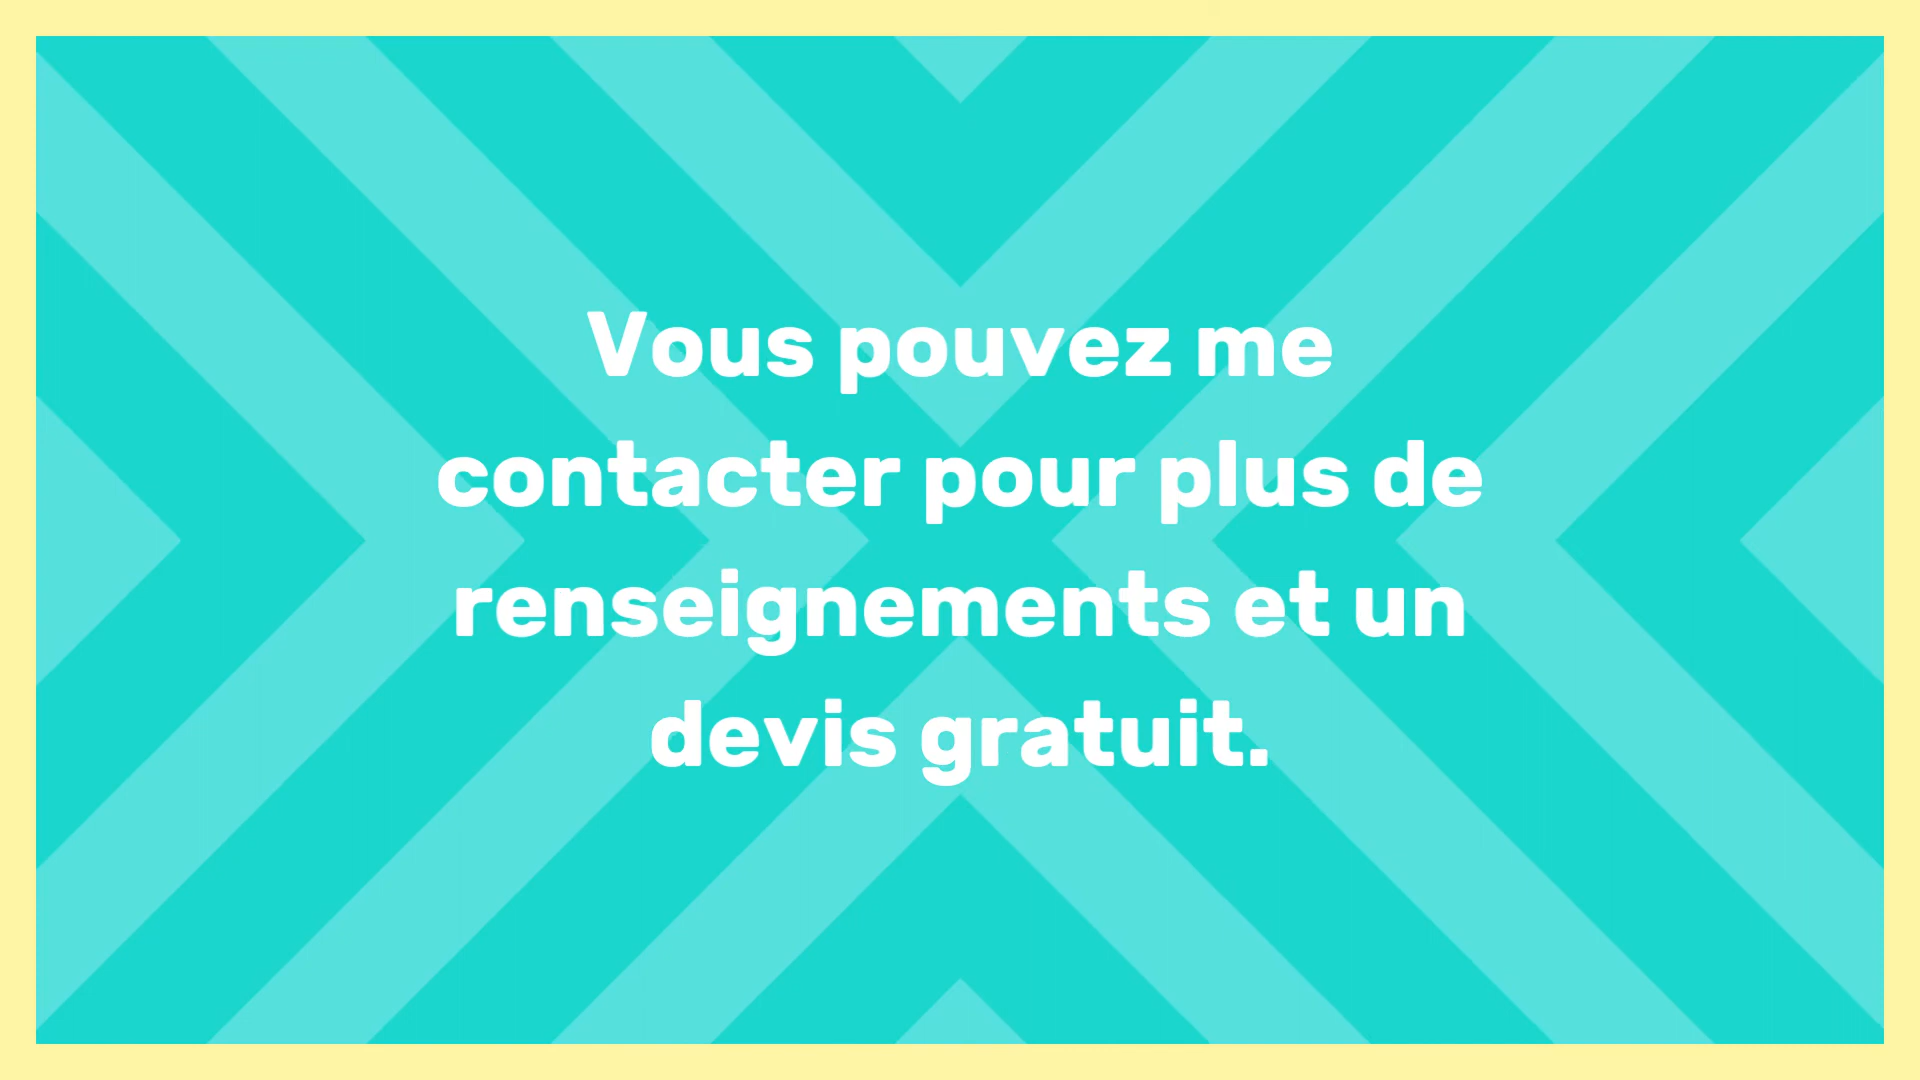 Vous pouvez me
contacter pour plus de
renseignements et un
devis gratuit.